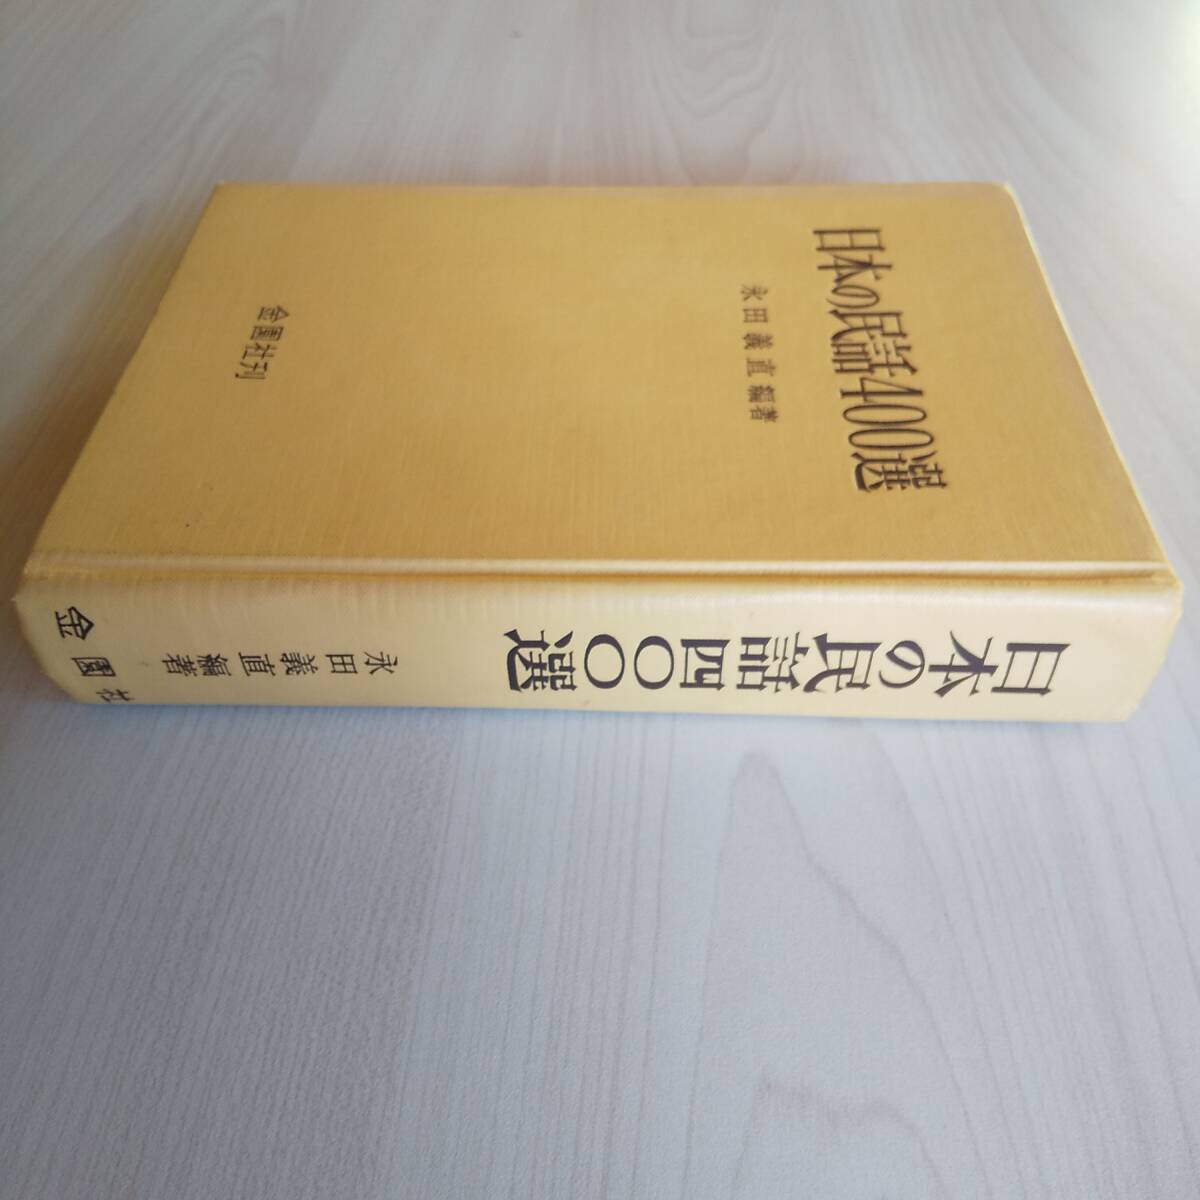 日本の民話400選
永田義直編著
金園社刊
日本の民話四〇〇選
永田義直編著
金園社